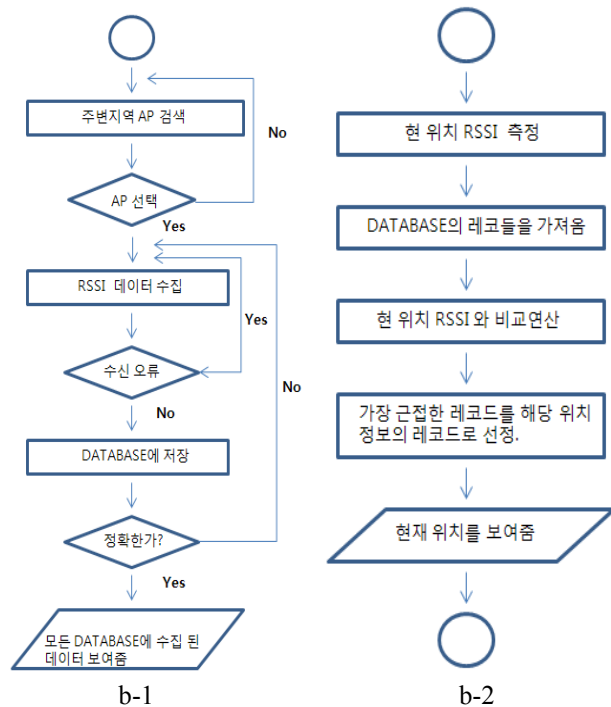 주변지역 AP 검색
No
AP 선택
Yes
RSSI 데이터 수집
Yes
수신 오류
No
No
DATABASE에 저장
정확한가?
Yes
모든 DATABASE에 수집 된
데이터 보여줌
b-1
현 위치 RSSI 측정
DATABASE의 레코들을 가져옴
현 위치 RSSI 와 비교연산
가장 근접한 레코드를 해당 위치
정보의 레코드로 선정.
현재 위치를 보여줌
b-2